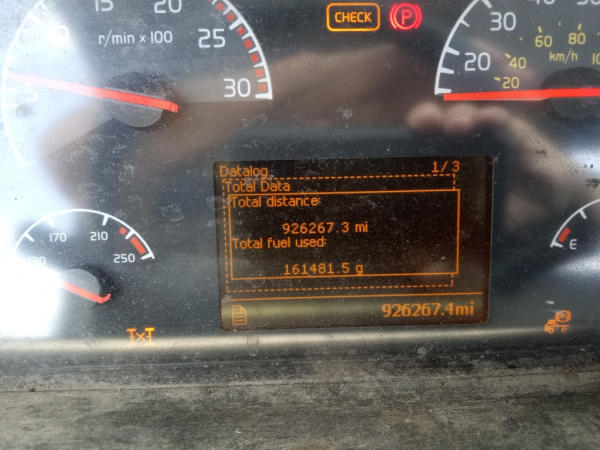 15 20 CHECK P 40
r/min x 100 25 30 60 80
30 20 40 km/h
20
Datalog 1/3
Total Data
Total distance:
926267.3 mi
170 210 Total fuel used:
250 161481.5 g E
926267.4mi